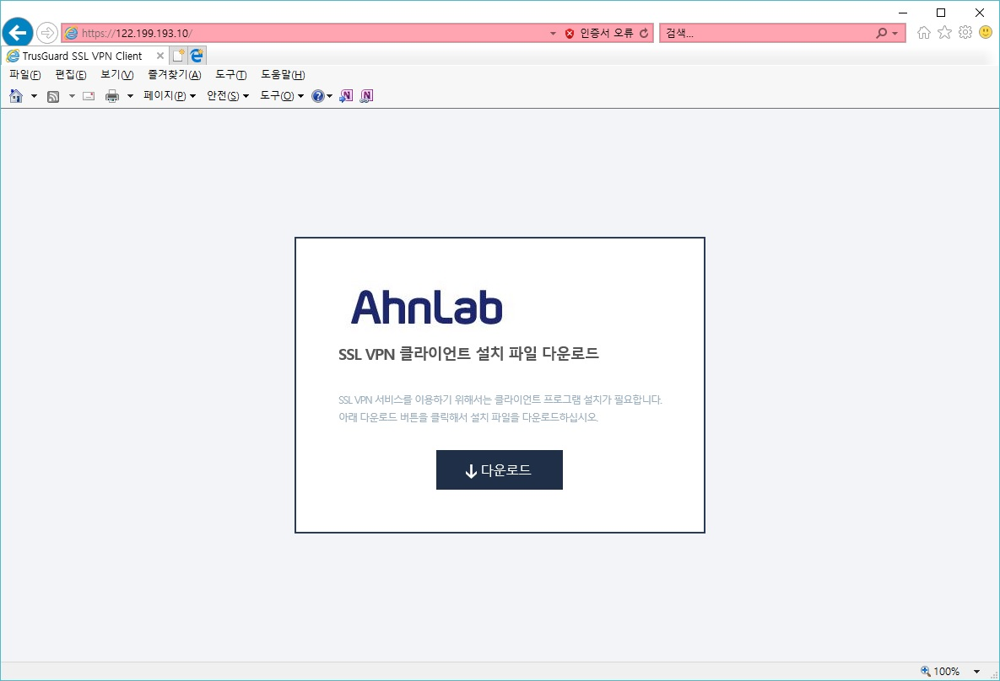 https://122.199.193.10/
인증서 오류
검색...
TrusGuard SSL VPN Client
파일(F) 편집(E) 보기(V) 즐겨찾기(A) 도구(T) 도움말(H)
페이지(P) 안전(S) 도구(O)
AhnLab
SSL VPN 클라이언트 설치 파일 다운로드
SSL VPN 서비스를 이용하기 위해서는 클라이언트 프로그램 설치가 필요합니다.
아래 다운로드 버튼을 클릭해서 설치 파일을 다운로드하십시오.
다운로드
100%